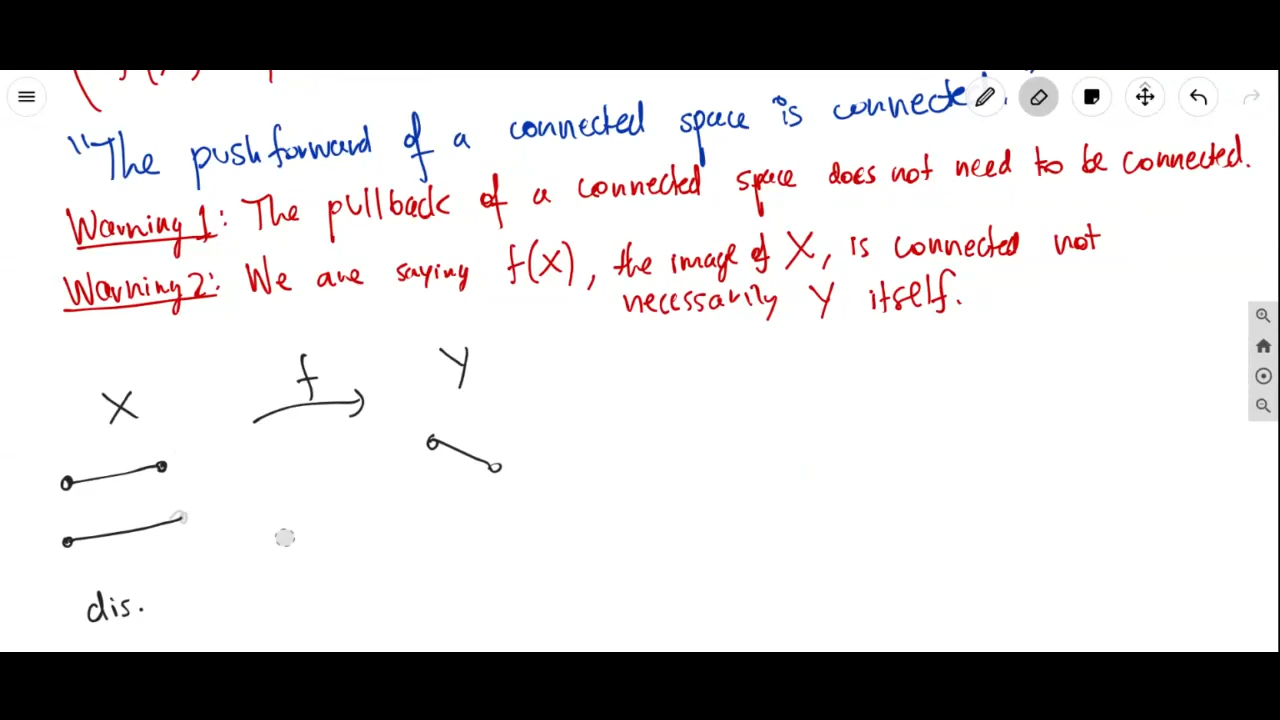 "The pushforward of a connected space is connected.
Warning 1: The pullback of a connected space does not need to be connected.
Warning 2: We are saying f(X), the image of X, is connected not
necessarily Y itself.
f
Y
X
dis.